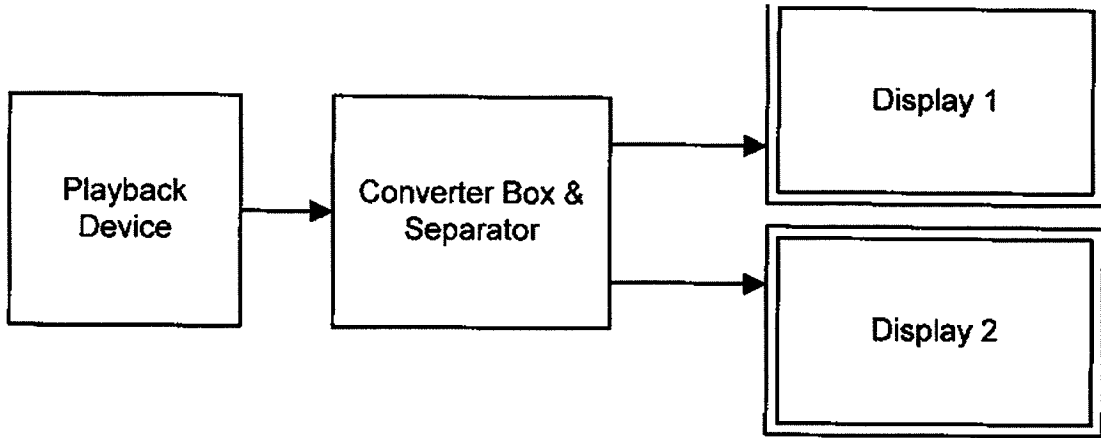 Playback
Device
Converter Box &
Separator
Display 1
Display 2